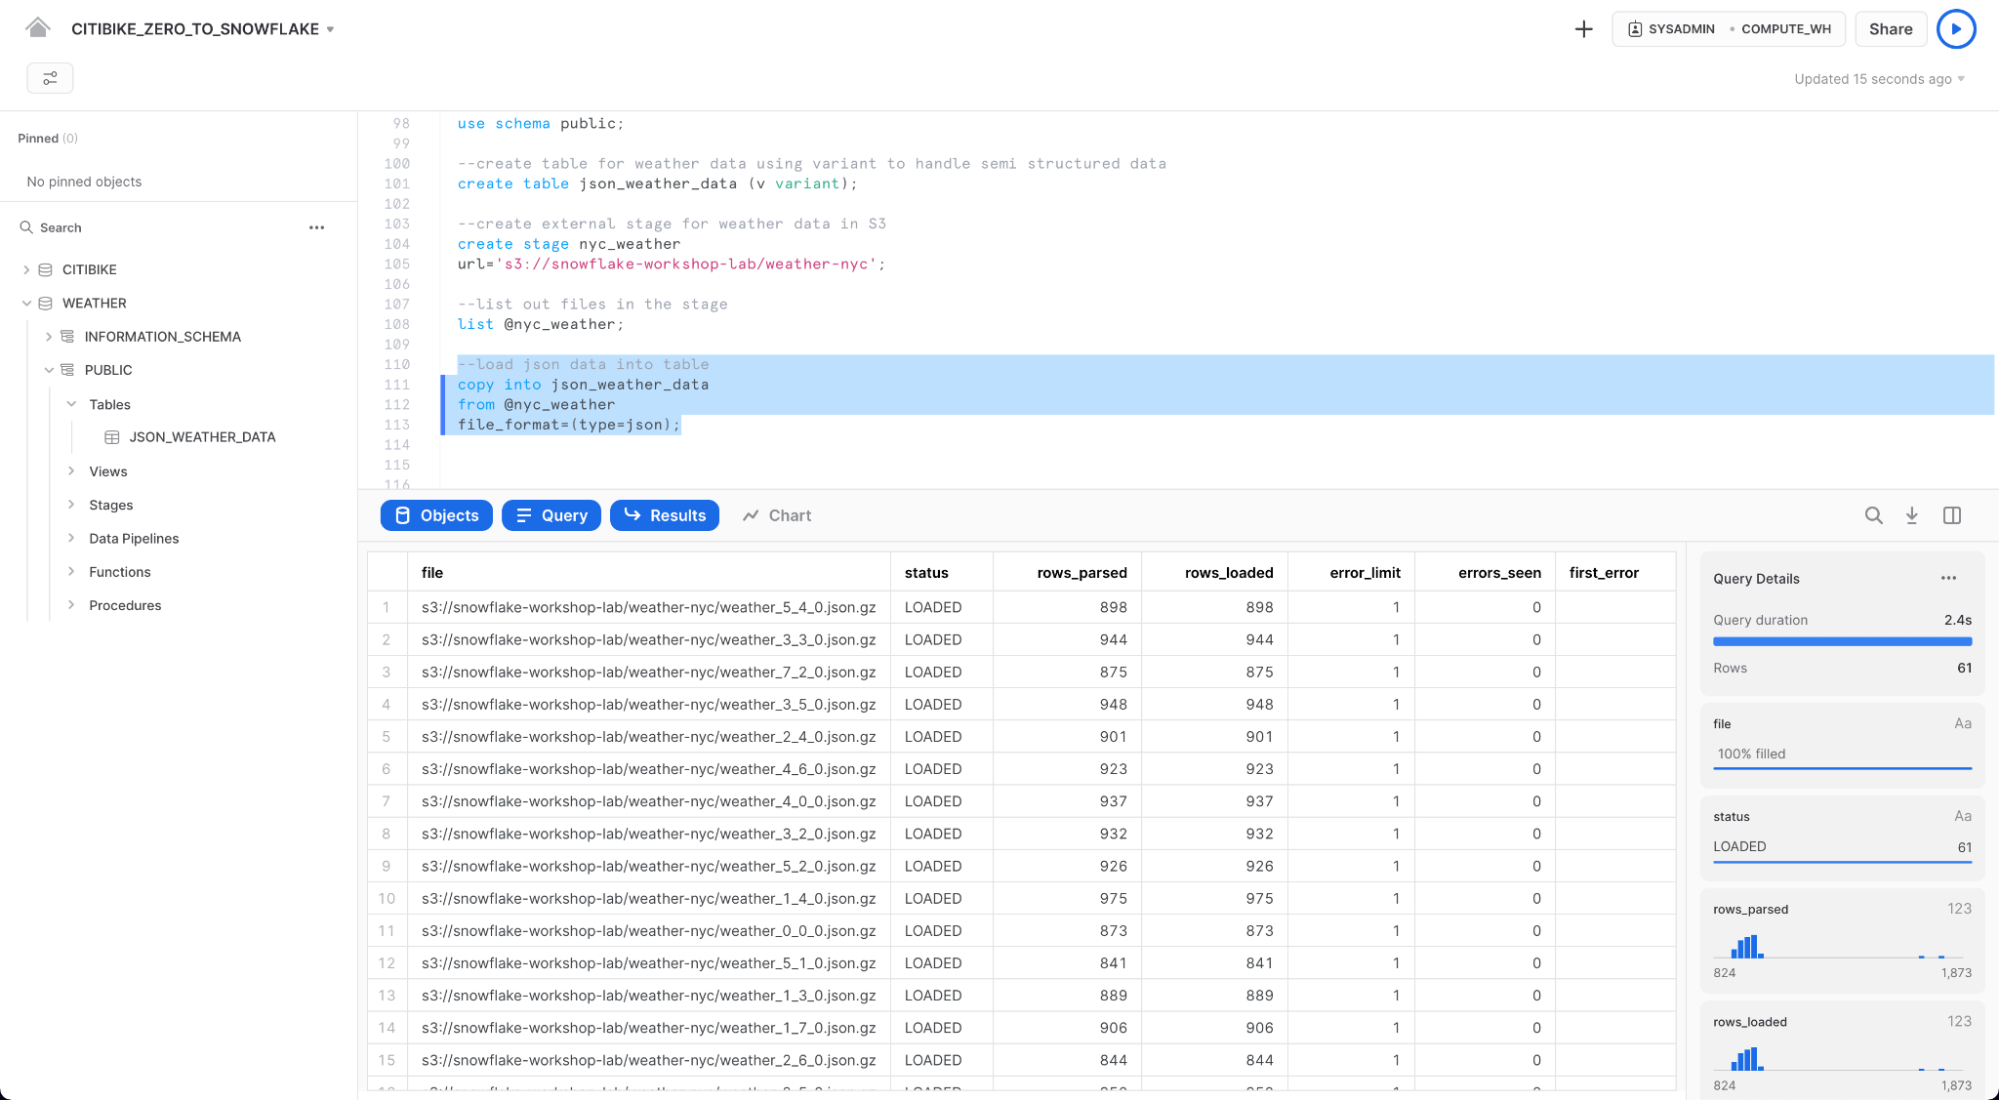 CITIBIKE_ZERO_TO_SNOWFLAKE
SYSADMIN • COMPUTE_WH
Share
Updated 15 seconds ago
Pinned (0)
No pinned objects
Search
CITIBIKE
WEATHER
INFORMATION_SCHEMA
PUBLIC
Tables
JSON_WEATHER_DATA
Views
Stages
Data Pipelines
Functions
Procedures
98 use schema public;
99
100 --create table for weather data using variant to handle semi structured data
101 create table json_weather_data (v variant);
102
103 --create external stage for weather data in S3
104 create stage nyc_weather
105 url='s3://snowflake-workshop-lab/weather-nyc';
106
107 --list out files in the stage
108 list @nyc_weather;
109
110 --load json data into table
111 copy into json_weather_data
112 from @nyc_weather
113 file_format=(type=json);
114
115
116
Objects Query Results Chart
file status rows_parsed rows_loaded error_limit errors_seen first_error
1 s3://snowflake-workshop-lab/weather-nyc/weather_5_4_0.json.gz LOADED 898 898 1 0
2 s3://snowflake-workshop-lab/weather-nyc/weather_3_3_0.json.gz LOADED 944 944 1 0
3 s3://snowflake-workshop-lab/weather-nyc/weather_7_2_0.json.gz LOADED 875 875 1 0
4 s3://snowflake-workshop-lab/weather-nyc/weather_3_5_0.json.gz LOADED 948 948 1 0
5 s3://snowflake-workshop-lab/weather-nyc/weather_2_4_0.json.gz LOADED 901 901 1 0
6 s3://snowflake-workshop-lab/weather-nyc/weather_4_6_0.json.gz LOADED 923 923 1 0
7 s3://snowflake-workshop-lab/weather-nyc/weather_4_0_0.json.gz LOADED 937 937 1 0
8 s3://snowflake-workshop-lab/weather-nyc/weather_3_2_0.json.gz LOADED 932 932 1 0
9 s3://snowflake-workshop-lab/weather-nyc/weather_5_2_0.json.gz LOADED 926 926 1 0
10 s3://snowflake-workshop-lab/weather-nyc/weather_1_4_0.json.gz LOADED 975 975 1 0
11 s3://snowflake-workshop-lab/weather-nyc/weather_0_0_0.json.gz LOADED 873 873 1 0
12 s3://snowflake-workshop-lab/weather-nyc/weather_5_1_0.json.gz LOADED 841 841 1 0
13 s3://snowflake-workshop-lab/weather-nyc/weather_1_3_0.json.gz LOADED 889 889 1 0
14 s3://snowflake-workshop-lab/weather-nyc/weather_1_7_0.json.gz LOADED 906 906 1 0
15 s3://snowflake-workshop-lab/weather-nyc/weather_2_6_0.json.gz LOADED 844 844 1 0
Query Details
Query duration 2.4s
Rows 61
file Aa
100% filled
status Aa
LOADED 61
rows_parsed 123
824 1,873
rows_loaded 123
824 1,873